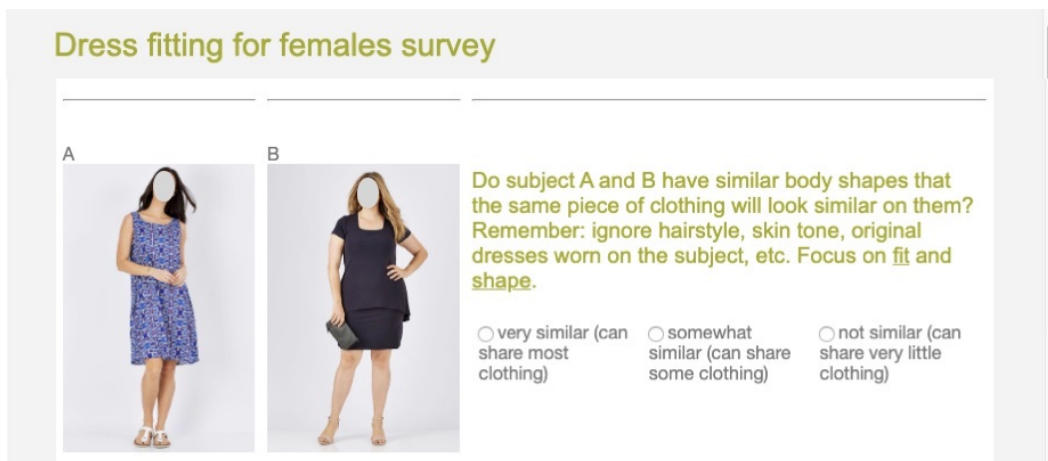 Dress fitting for females survey
A
B
Do subject A and B have similar body shapes that
the same piece of clothing will look similar on them?
Remember: ignore hairstyle, skin tone, original
dresses worn on the subject, etc. Focus on fit and
shape.
very similar (can
share most
clothing)
somewhat
similar (can share
some clothing)
not similar (can
share very little
clothing)